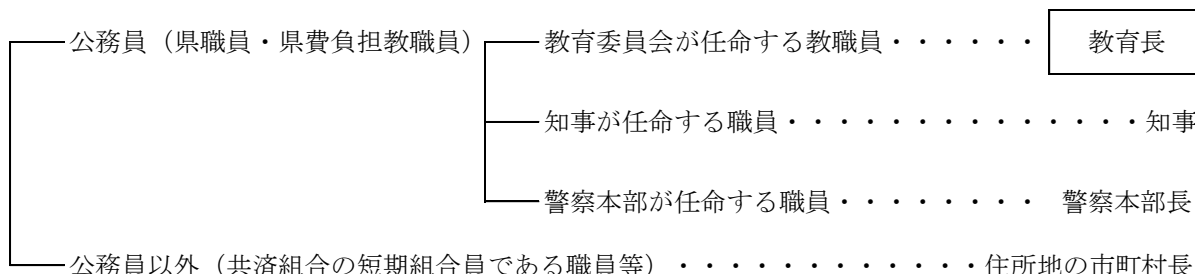 公務員（県職員・県費負担教職員） 教育委員会が任命する教職員・・・・・・ 教育長
知事が任命する職員・・・・・・・・・・・・・・知事
警察本部が任命する職員・・・・・・・・ 警察本部長
公務員以外（共済組合の短期組合員である職員等）・・・・・・・・・・・・住所地の市町村長